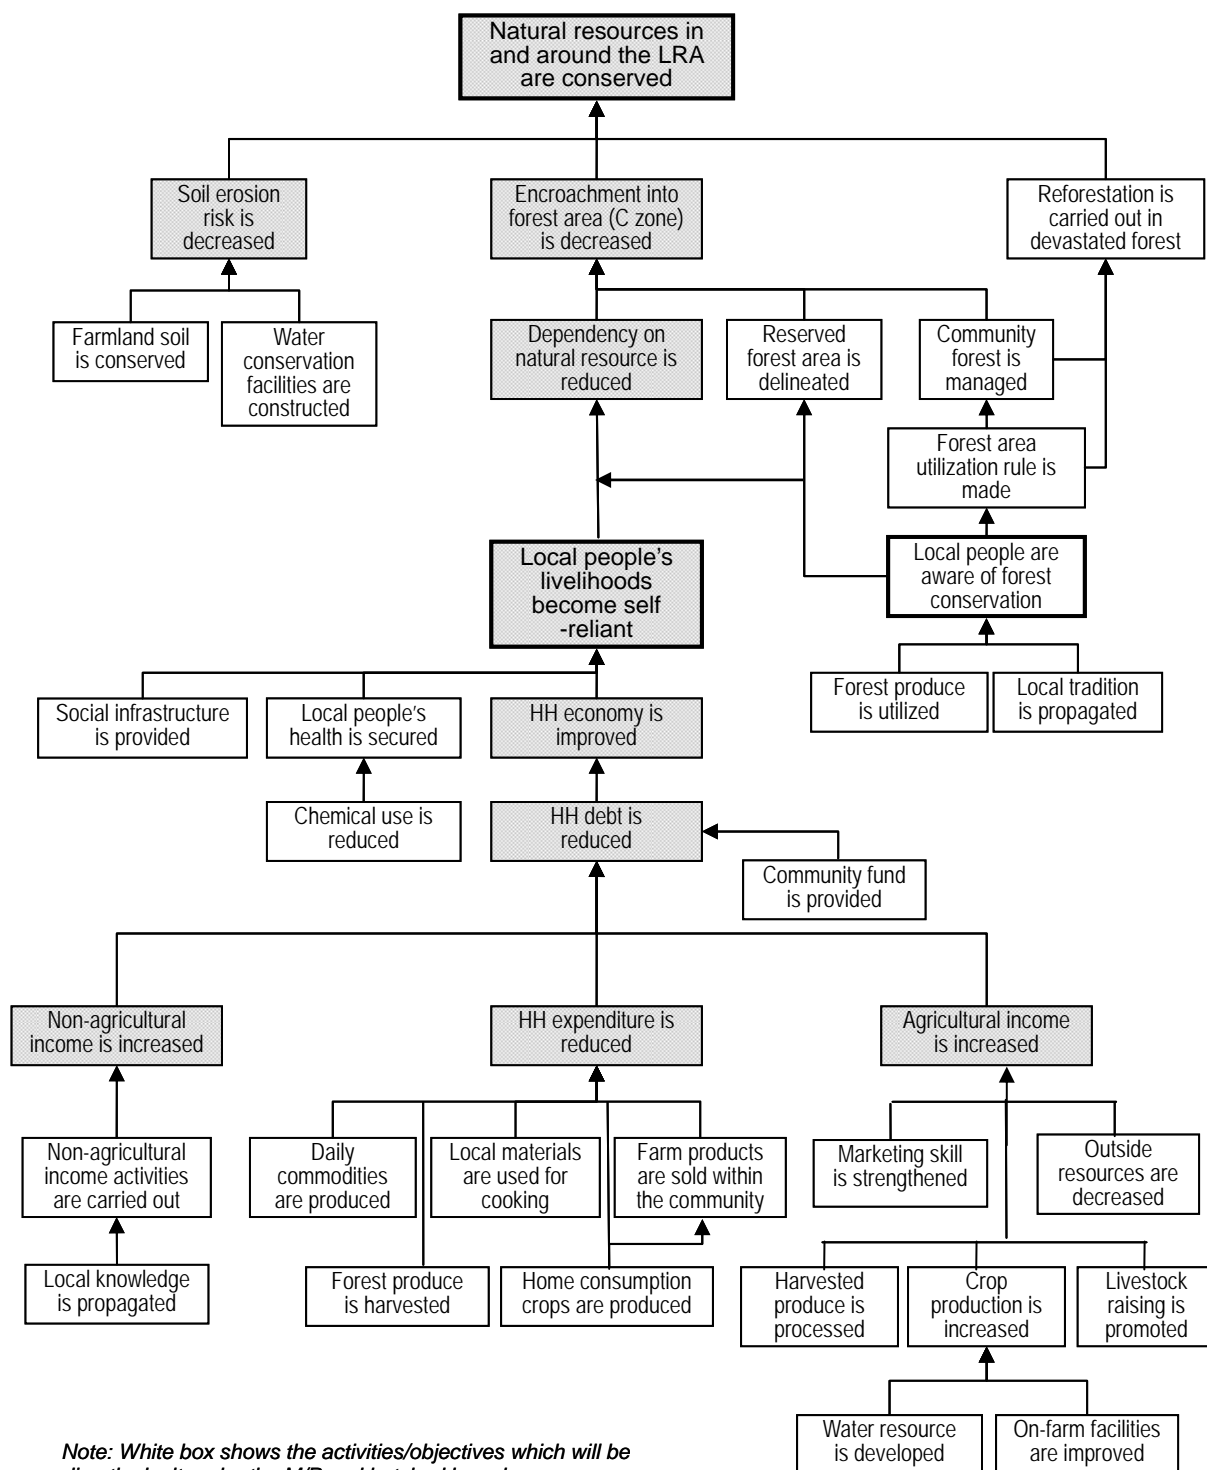 Natural resources in
and around the LRA
are conserved
Soil erosion
risk is
decreased
Encroachment into
forest area (C zone)
is decreased
Reforestation is
carried out in
devastated forest
Farmland soil
is conserved
Water
conservation
facilities are
constructed
Dependency on
natural resource is
reduced
Reserved
forest area is
delineated
Community
forest is
managed
Forest area
utilization rule is
made
Local people's
livelihoods
become self
-reliant
Local people are
aware of forest
conservation
Forest produce
is utilized
Local tradition
is propagated
Social infrastructure
is provided
Local people's
health is secured
HH economy is
improved
Chemical use is
reduced
HH debt is
reduced
Community fund
is provided
Non-agricultural
income is increased
HH expenditure is
reduced
Agricultural income
is increased
Non-agricultural
income activities
are carried out
Daily
commodities
are produced
Local materials
are used for
cooking
Farm products
are sold within
the community
Marketing skill
is strengthened
Outside
resources are
decreased
Local knowledge
is propagated
Forest produce
is harvested
Home consumption
crops are produced
Harvested
produce is
processed
Crop
production is
increased
Livestock
raising is
promoted
Water resource
is developed
On-farm facilities
are improved
Note: White box shows the activities/objectives which will be